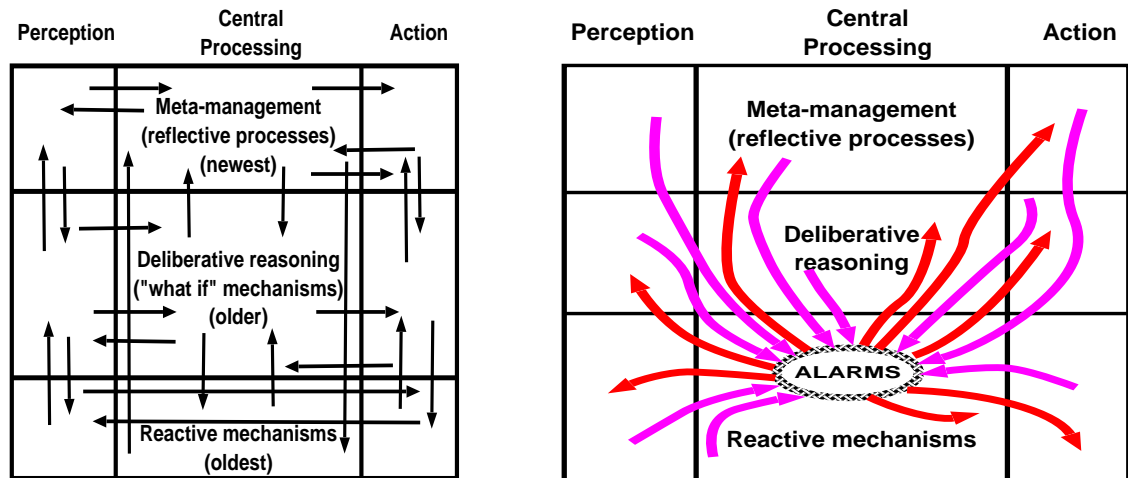 Perception
Central
Processing
Action
Meta-management
(reflective processes)
(newest)
Deliberative reasoning
("what if" mechanisms)
(older)
Reactive mechanisms
(oldest)
Perception
Central
Processing
Action
Meta-management
(reflective processes)
Deliberative
reasoning
ALARMS
Reactive mechanisms